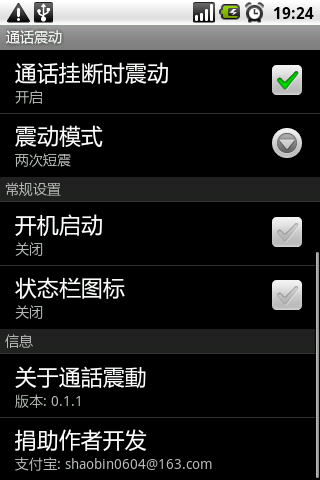 19:24
通话震动
通话挂断时震动
开启
震动模式
两次短震
常规设置
开机启动
关闭
状态栏图标
关闭
信息
关于通話震動
版本: 0.1.1
捐助作者开发
支付宝: shaobin0604@163.com